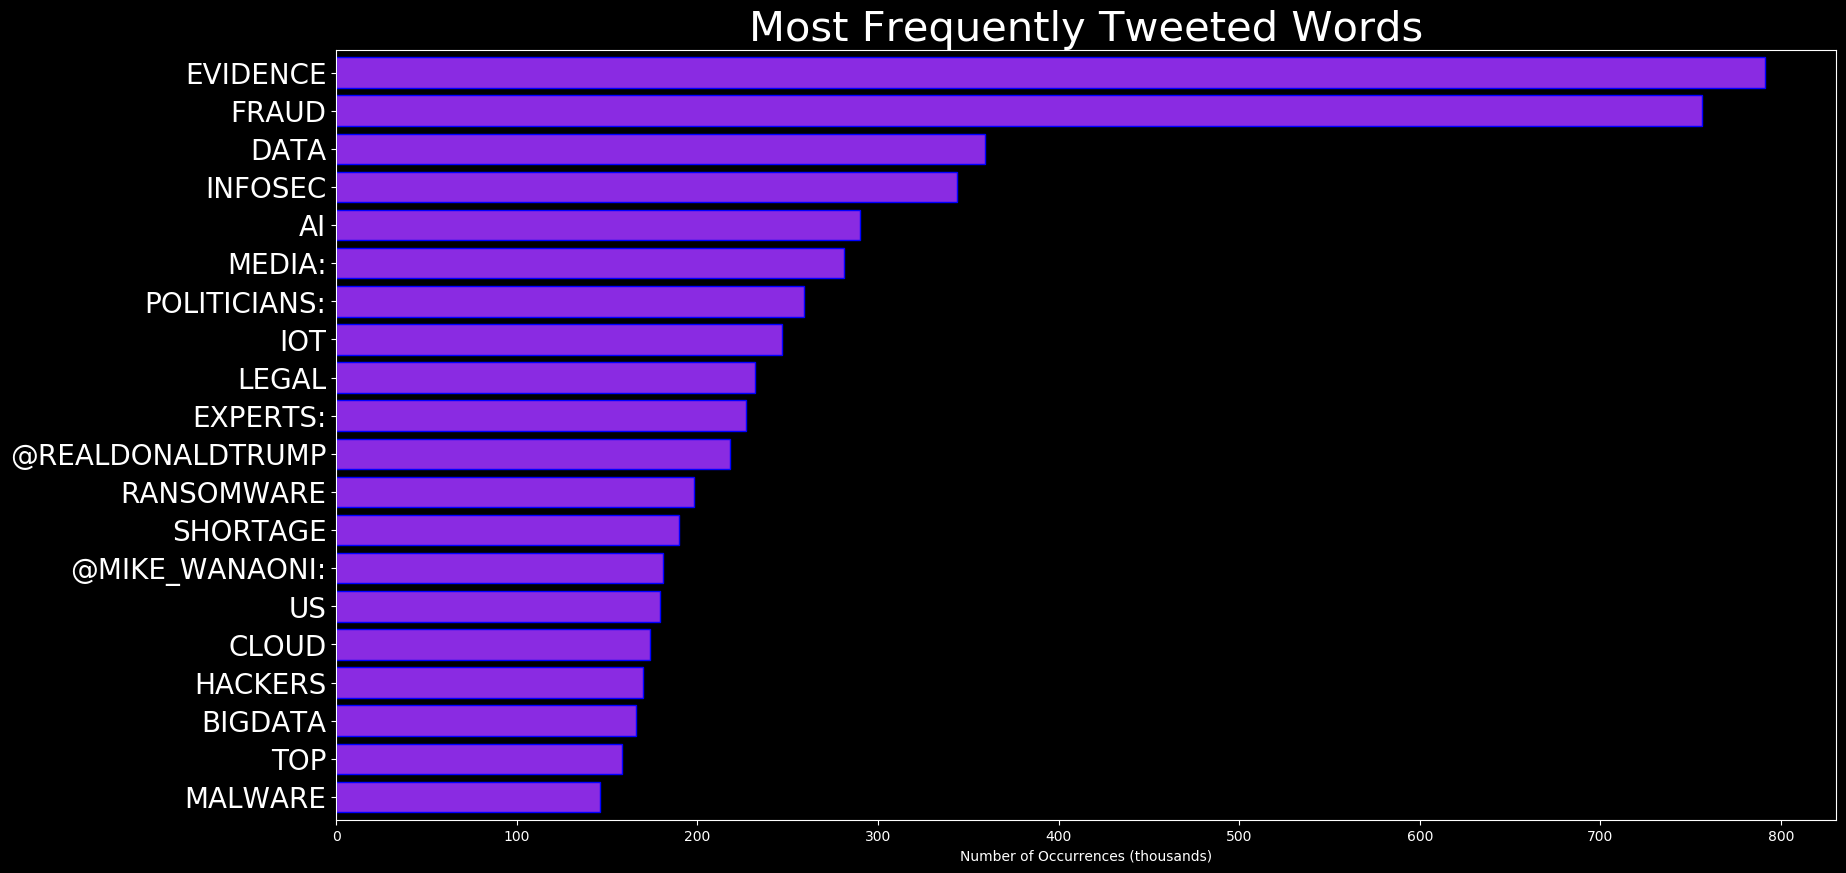 Most Frequently Tweeted Words
EVIDENCE
FRAUD
DATA
INFOSEC
AI
MEDIA:
POLITICIANS:
IOT
LEGAL
EXPERTS:
@REALDONALDTRUMP
RANSOMWARE
SHORTAGE
@MIKE_WANAONI:
US
CLOUD
HACKERS
BIGDATA
TOP
MALWARE
0 100 200 300 400 500 600 700 800
Number of Occurrences (thousands)